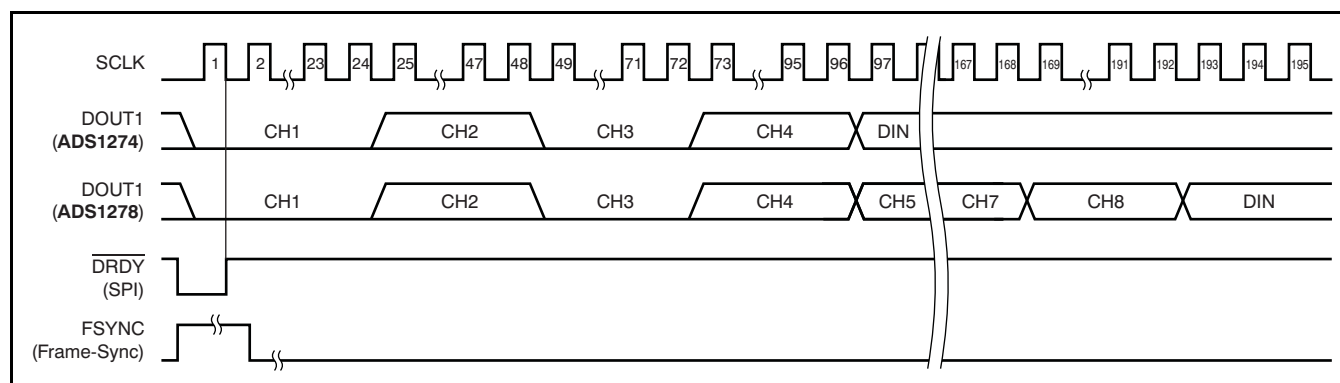 SCLK 1 2 23 24 25 47 48 49 71 72 73 95 96 97 167 168 169 191 192 193 194 195
DOUT1
(ADS1274) CH1 CH2 CH3 CH4 DIN
DOUT1
(ADS1278) CH1 CH2 CH3 CH4 CH5 CH7 CH8 DIN
DRDY
(SPI)
FSYNC
(Frame-Sync)